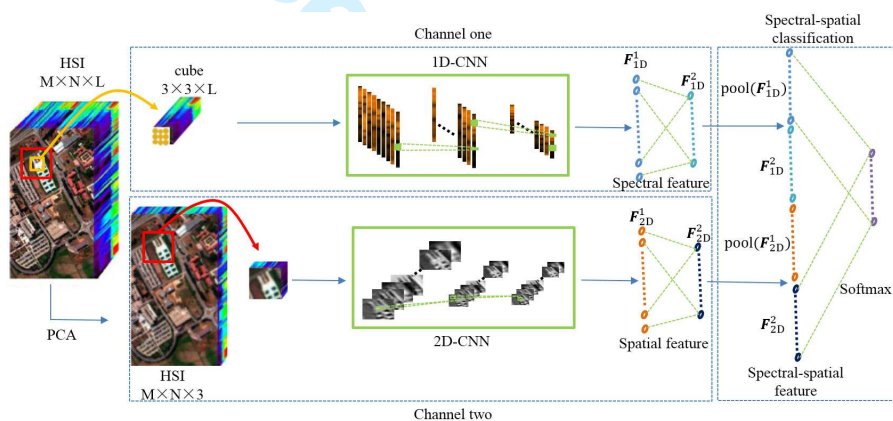 Channel one
HSI
M×N×L
cube
3×3×L
1D-CNN
F¹₁D
F²₁D
Spectral feature
PCA
HSI
M×N×3
2D-CNN
F¹₂D
F²₂D
Spatial feature
Channel two
Spectral-spatial
classification
pool(F¹₁D)
F²₁D
pool(F¹₂D)
F²₂D
Softmax
Spectral-spatial
feature